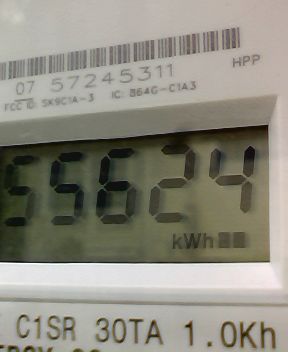 HPP
07 57245311
FCC ID: SK9C1A-3 IC: 864G-C1A3
55624
kWh
C1SR 30TA 1.0Kh